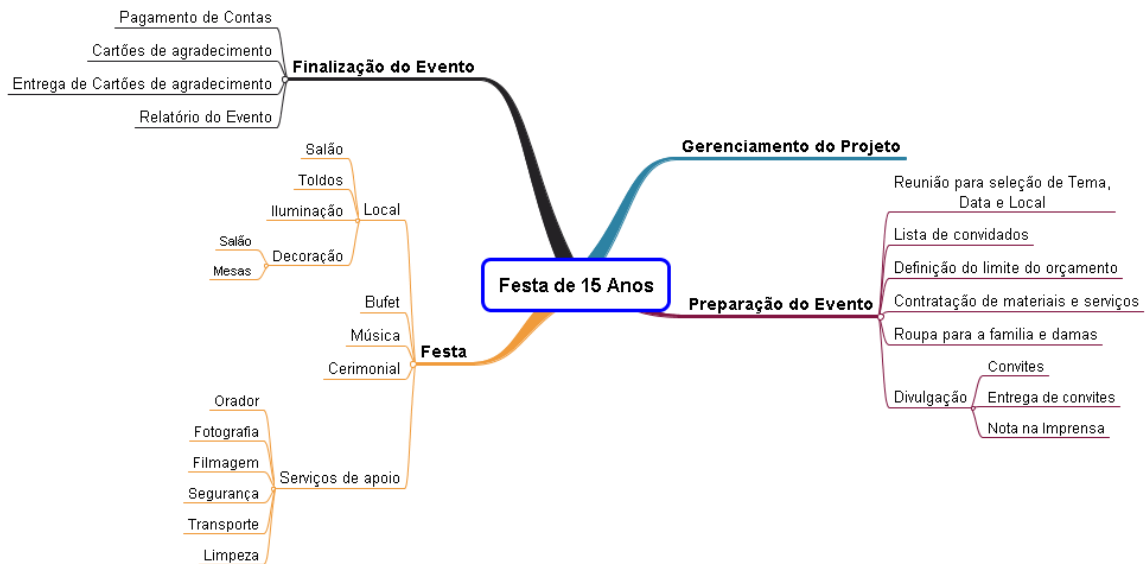 Festa de 15 Anos
Gerenciamento do Projeto
Preparação do Evento
Reunião para seleção de Tema,
Data e Local
Lista de convidados
Definição do limite do orçamento
Contratação de materiais e serviços
Roupa para a familia e damas
Divulgação
Convites
Entrega de convites
Nota na Imprensa
Festa
Local
Salão
Toldos
Iluminação
Decoração
Salão
Mesas
Bufet
Música
Cerimonial
Serviços de apoio
Orador
Fotografia
Filmagem
Segurança
Transporte
Limpeza
Finalização do Evento
Pagamento de Contas
Cartões de agradecimento
Entrega de Cartões de agradecimento
Relatório do Evento